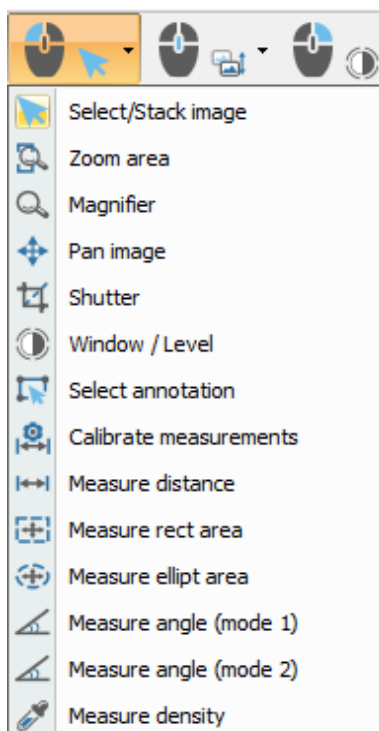 Select/Stack image
Zoom area
Magnifier
Pan image
Shutter
Window / Level
Select annotation
Calibrate measurements
Measure distance
Measure rect area
Measure ellipt area
Measure angle (mode 1)
Measure angle (mode 2)
Measure density